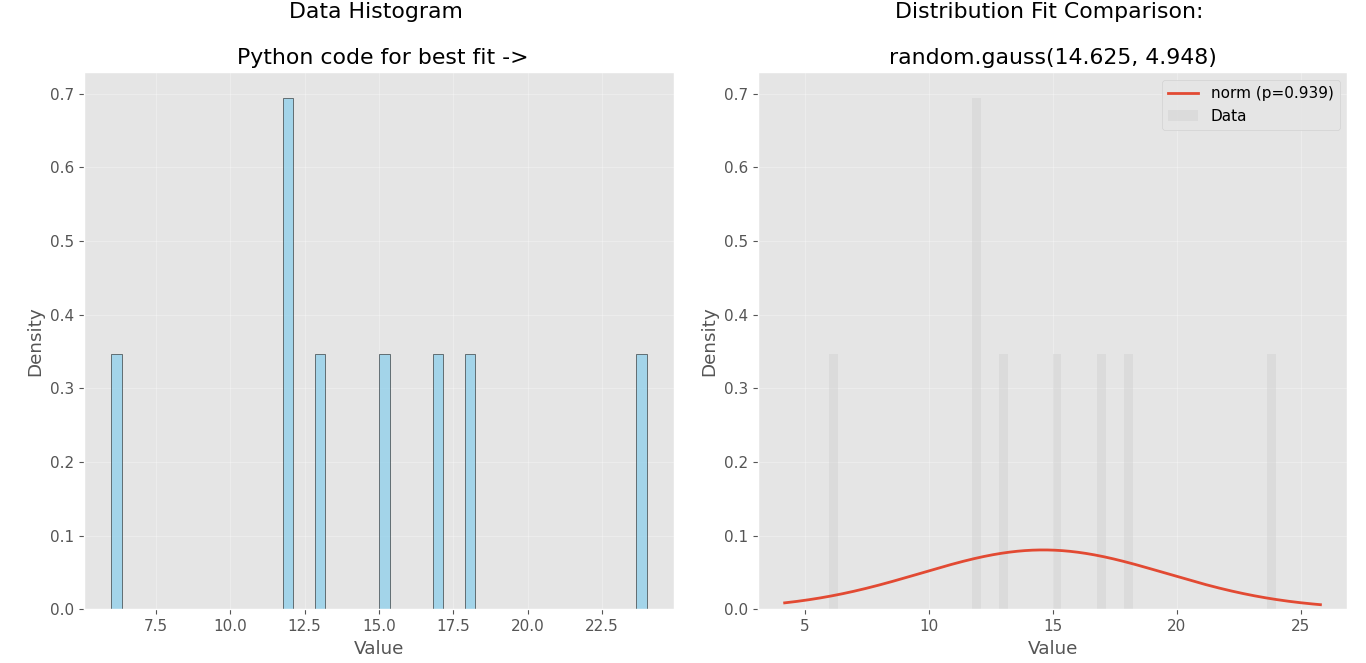 Data Histogram
Python code for best fit ->
Density
0.7
0.6
0.5
0.4
0.3
0.2
0.1
0.0
7.5
10.0
12.5
15.0
17.5
20.0
22.5
Value
Distribution Fit Comparison:
random.gauss(14.625, 4.948)
norm (p=0.939)
Data
Density
0.7
0.6
0.5
0.4
0.3
0.2
0.1
0.0
5
10
15
20
25
Value